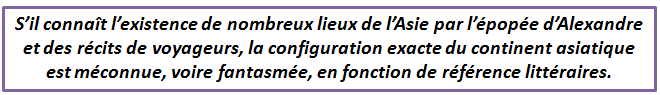 S’il connaît l’existence de nombreux lieux de l’Asie par l’épopée d’Alexandre
et des récits de voyageurs, la configuration exacte du continent asiatique
est méconnue, voire fantasmée, en fonction de référence littéraires.